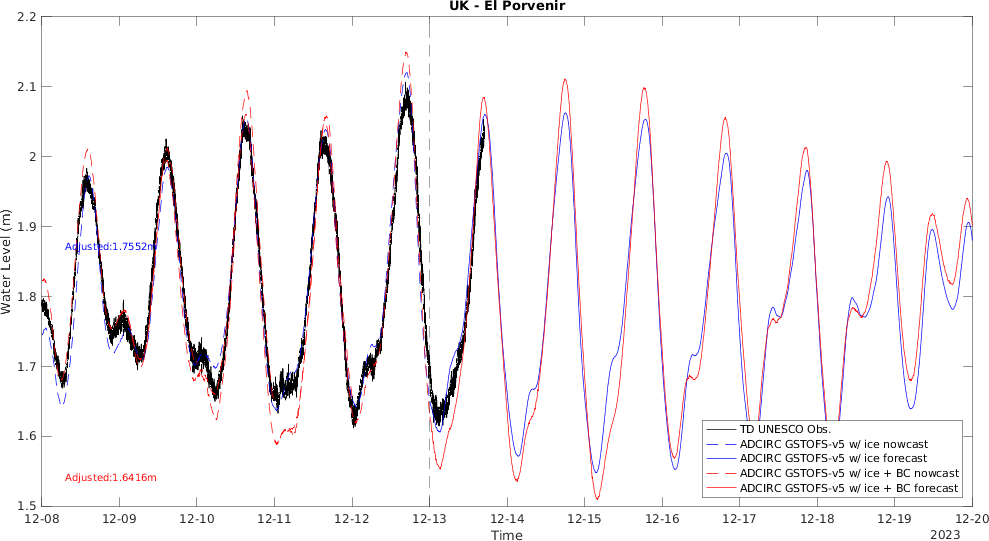 UK - El Porvenir
2.2
2.1
2
1.9
1.8
1.7
1.6
1.5
Water Level (m)
Adjusted:1.7552m
Adjusted:1.6416m
TD UNESCO Obs.
ADCIRC GSTOFS-v5 w/ ice nowcast
ADCIRC GSTOFS-v5 w/ ice forecast
ADCIRC GSTOFS-v5 w/ ice + BC nowcast
ADCIRC GSTOFS-v5 w/ ice + BC forecast
12-08 12-09 12-10 12-11 12-12 12-13 12-14 12-15 12-16 12-17 12-18 12-19 12-20
Time
2023